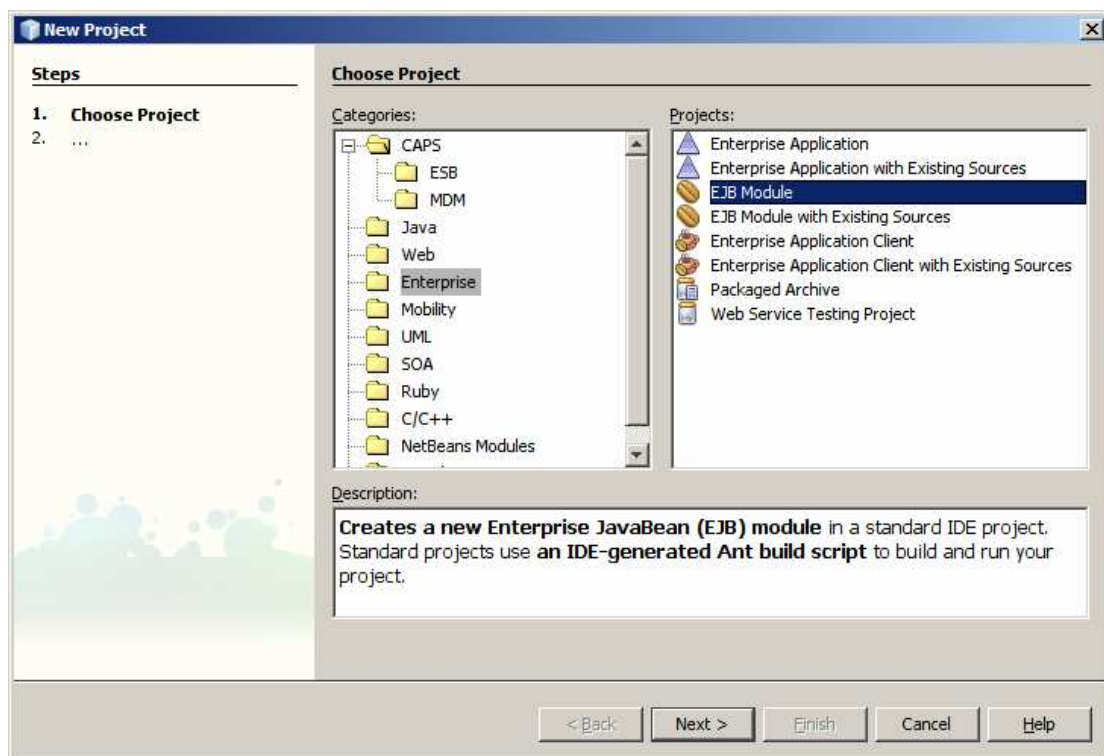 New Project
Steps
1. Choose Project
2. ...
Choose Project
Categories:
CAPS
ESB
MDM
Java
Web
Enterprise
Mobility
UML
SOA
Ruby
C/C++
NetBeans Modules
Projects:
Enterprise Application
Enterprise Application with Existing Sources
EJB Module
EJB Module with Existing Sources
Enterprise Application Client
Enterprise Application Client with Existing Sources
Packaged Archive
Web Service Testing Project
Description:
Creates a new Enterprise JavaBean (EJB) module in a standard IDE project.
Standard projects use an IDE-generated Ant build script to build and run your
project.
< Back
Next >
Finish
Cancel
Help